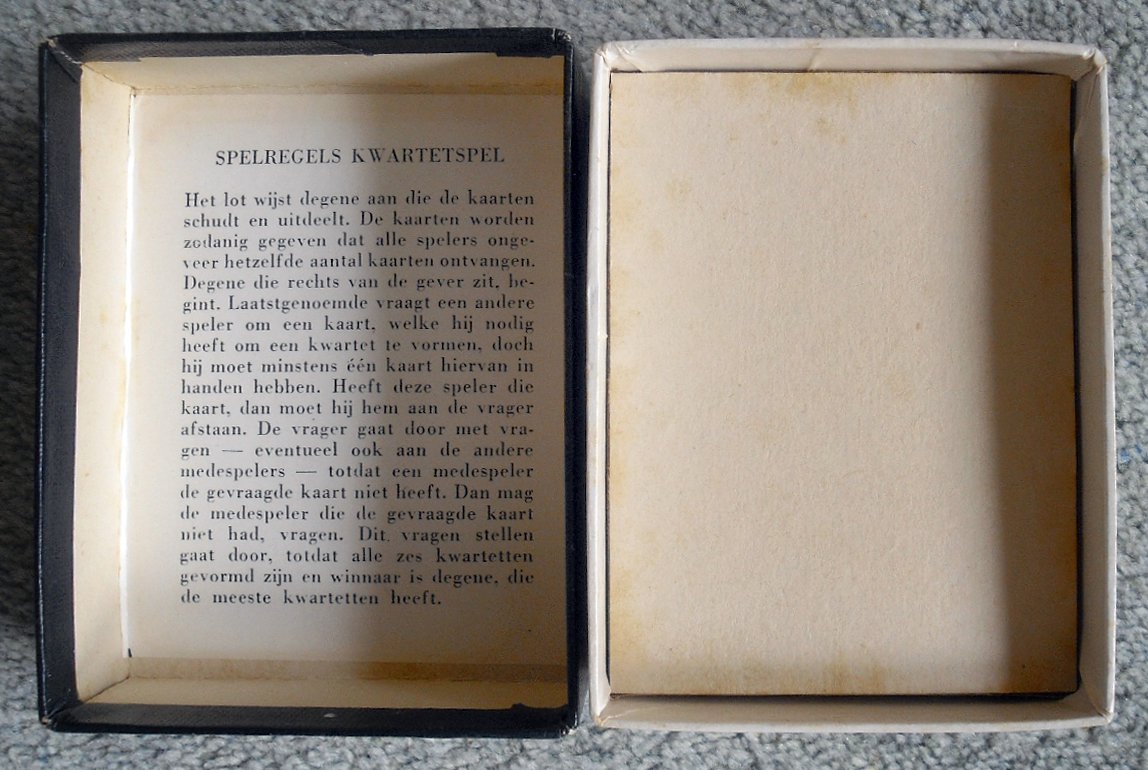 SPELREGELS KWARTETSPEL
Het lot wijst degene aan die de kaarten
schudt en uitdeelt. De kaarten worden
zodanig gegeven dat alle spelers onge-
veer hetzelfde aantal kaarten ontvangen.
Degene die rechts van de gever zit, be-
gint. Laatstgenoemde vraagt een andere
speler om een kaart, welke hij nodig
heeft om een kwartet te vormen, doch
hij moet minstens één kaart hiervan in
handen hebben. Heeft deze speler die
kaart, dan moet hij hem aan de vrager
afstaan. De vrager gaat door met vra-
gen — eventueel ook aan de andere
medespelers — totdat een medespeler
de gevraagde kaart niet heeft. Dan mag
de medespeler die de gevraagde kaart
niet had, vragen. Dit vragen stellen
gaat door, totdat alle zes kwartetten
gevormd zijn en winnaar is degene, die
de meeste kwartetten heeft.